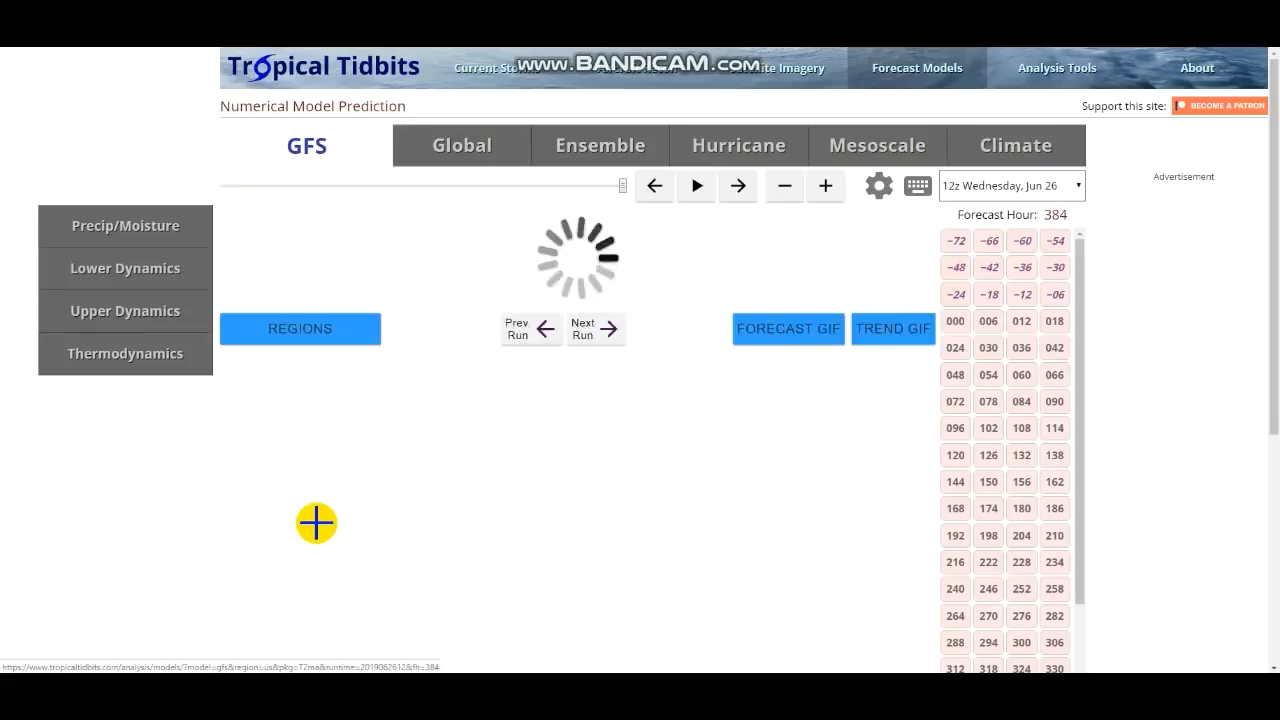 Tropical Tidbits
www.BANDICAM.com
Current Sto
llite Imagery
Forecast Models
Analysis Tools
About
Numerical Model Prediction
Support this site:
BECOME A PATRON
GFS
Global
Ensemble
Hurricane
Mesoscale
Climate
12z Wednesday, Jun 26
Advertisement
Forecast Hour: 384
Precip/Moisture
Lower Dynamics
Upper Dynamics
Thermodynamics
REGIONS
Prev. Run
Next Run
FORECAST GIF
TREND GIF
−72 −66 −60 −54
−48 −42 −36 −30
−24 −18 −12 −06
000 006 012 018
024 030 036 042
048 054 060 066
072 078 084 090
096 102 108 114
120 126 132 138
144 150 156 162
168 174 180 186
192 198 204 210
216 222 228 234
240 246 252 258
264 270 276 282
288 294 300 306
312 318 324 330
https://www.tropicaltidbits.com/analysis/models/?model=gfs&region=us&pkg=T2ma&runtime=2019062612&fh=384